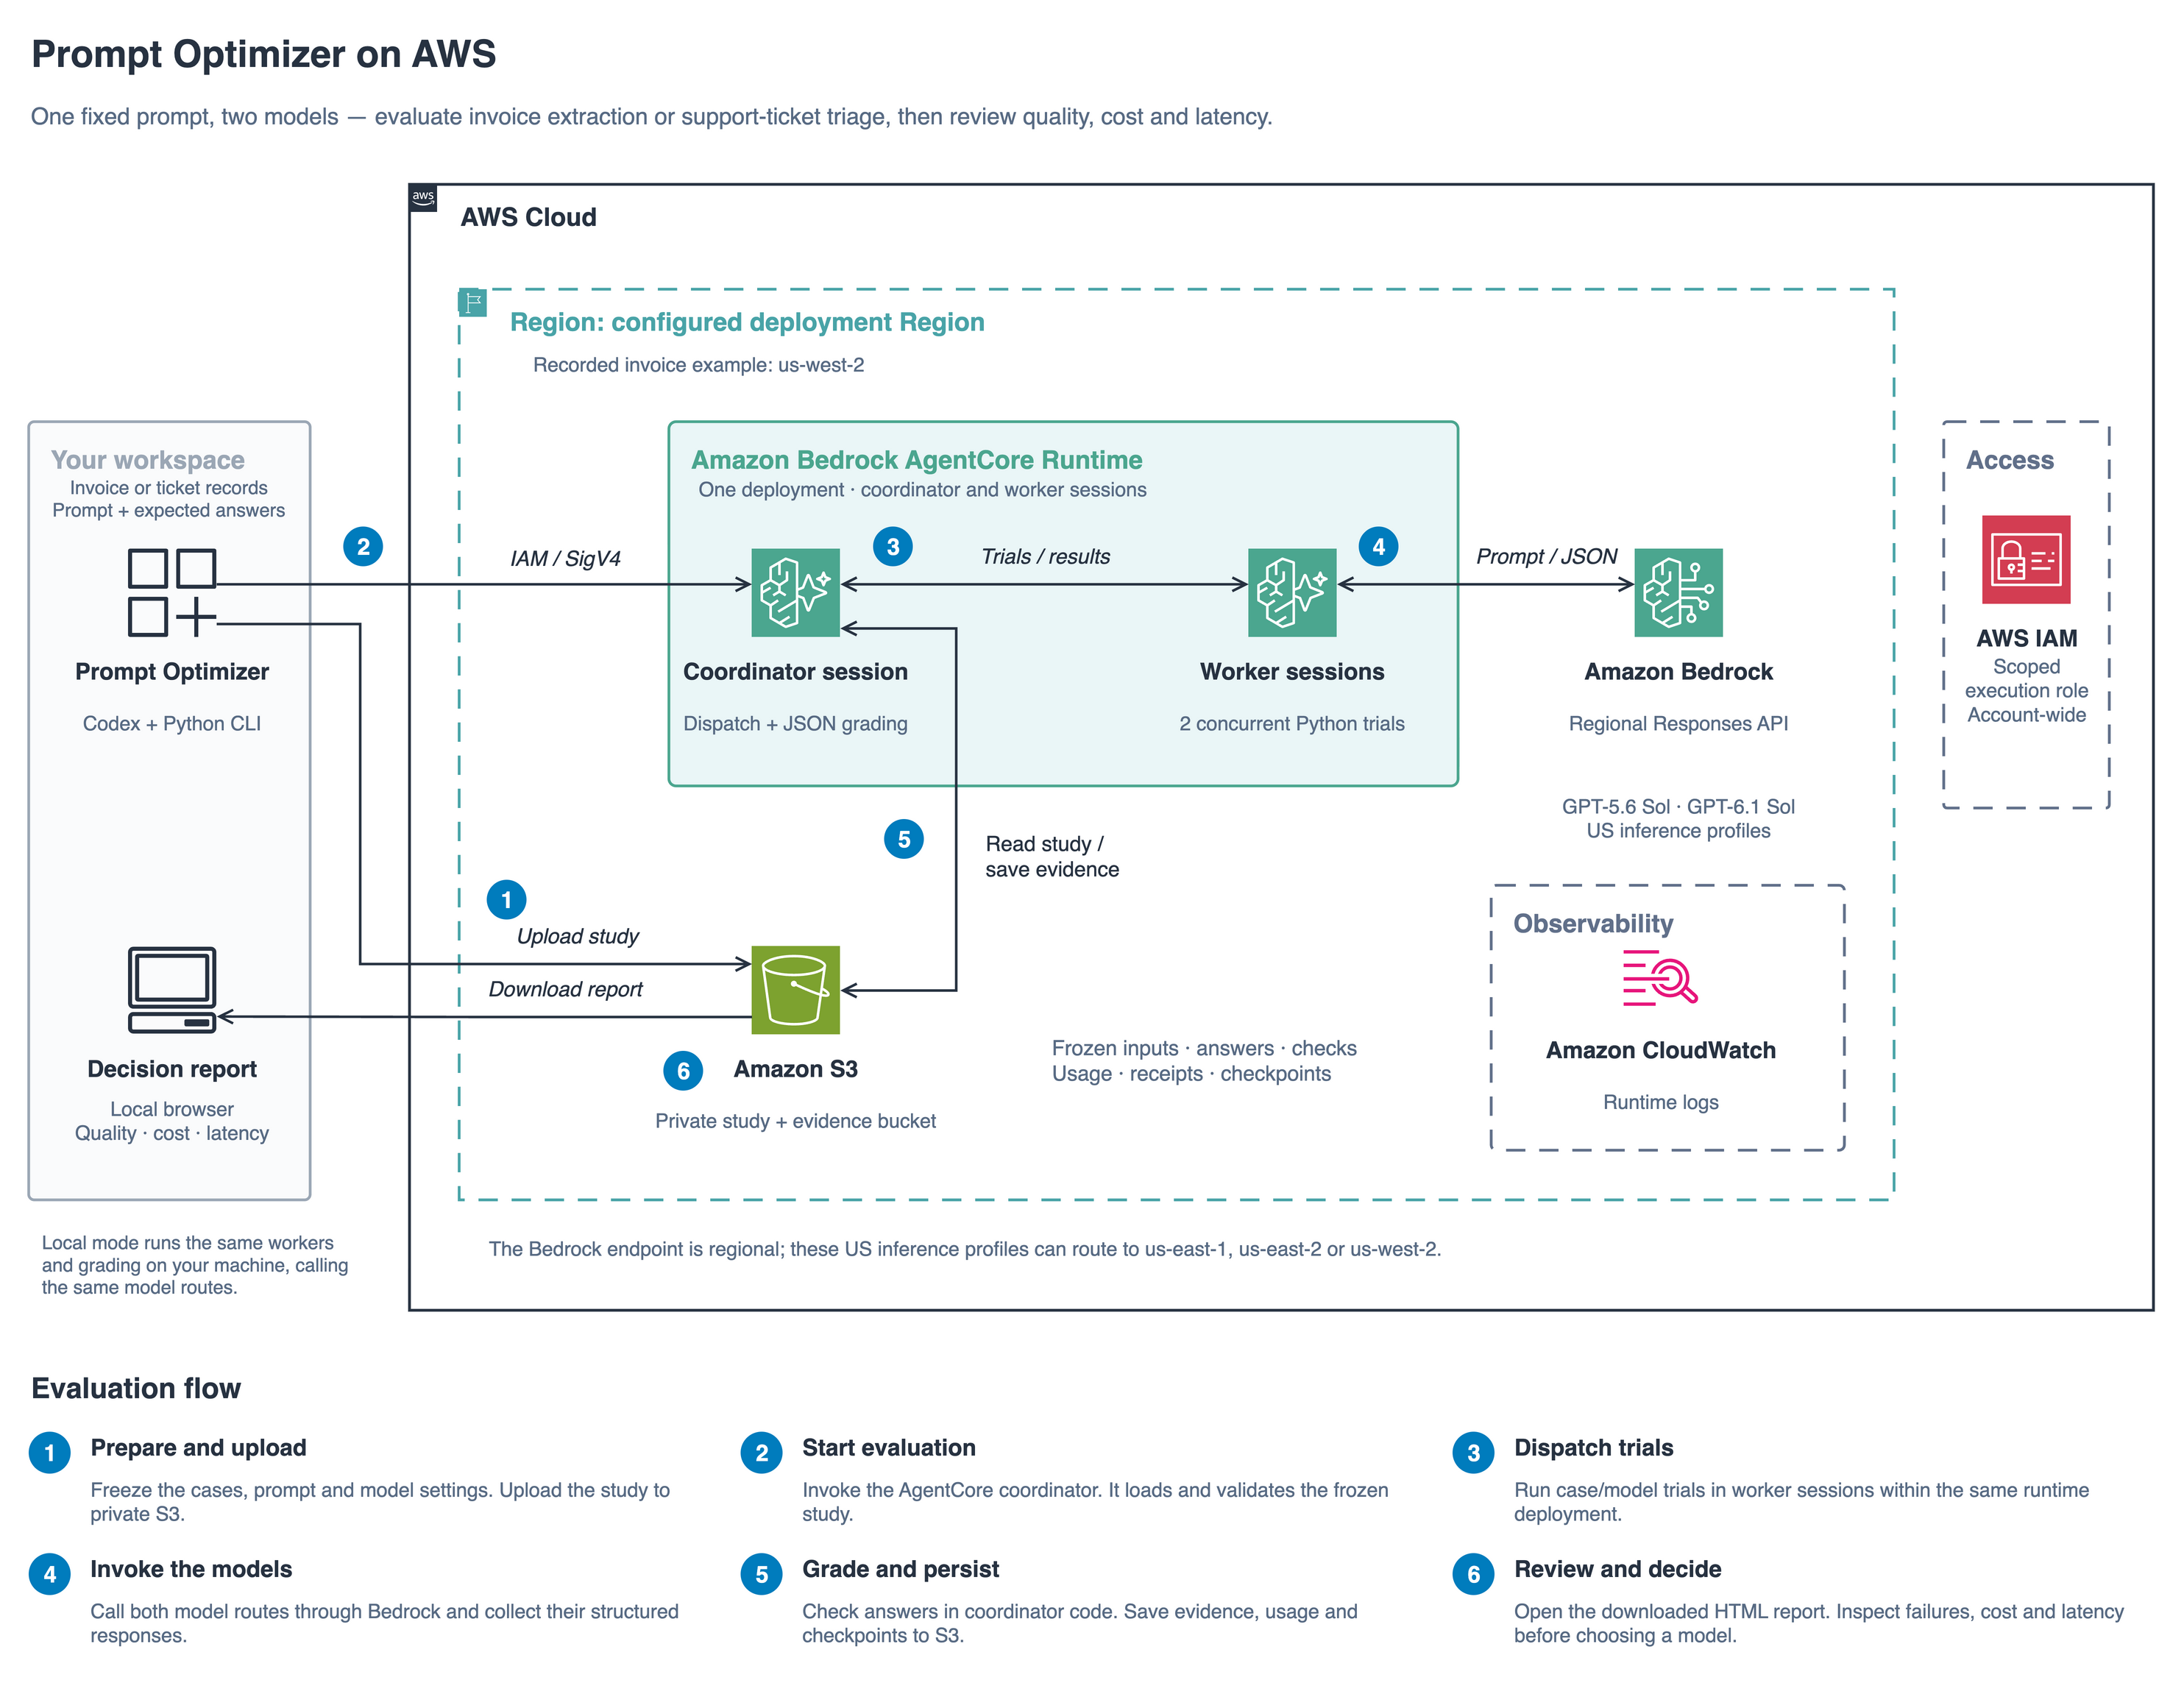 Prompt Optimizer on AWS
One fixed prompt, two models — evaluate invoice extraction or support-ticket triage, then review quality, cost and latency.
aws
AWS Cloud
Region: configured deployment Region
Recorded invoice example: us-west-2
Your workspace
Invoice or ticket records
Prompt + expected answers
Prompt Optimizer
Codex + Python CLI
2
IAM / SigV4
Amazon Bedrock AgentCore Runtime
One deployment · coordinator and worker sessions
3
Trials / results
4
Prompt / JSON
Coordinator session
Dispatch + JSON grading
Worker sessions
2 concurrent Python trials
Amazon Bedrock
Regional Responses API
GPT-5.6 Sol · GPT-6.1 Sol
US inference profiles
Access
AWS IAM
Scoped
execution role
Account-wide
5
Read study /
save evidence
1
Upload study
Download report
Decision report
Local browser
Quality · cost · latency
6
Amazon S3
Private study + evidence bucket
Frozen inputs · answers · checks
Usage · receipts · checkpoints
Observability
Amazon CloudWatch
Runtime logs
Local mode runs the same workers
and grading on your machine, calling
the same model routes.
The Bedrock endpoint is regional; these US inference profiles can route to us-east-1, us-east-2 or us-west-2.
Evaluation flow
1
Prepare and upload
Freeze the cases, prompt and model settings. Upload the study to
private S3.
2
Start evaluation
Invoke the AgentCore coordinator. It loads and validates the frozen
study.
3
Dispatch trials
Run case/model trials in worker sessions within the same runtime
deployment.
4
Invoke the models
Call both model routes through Bedrock and collect their structured
responses.
5
Grade and persist
Check answers in coordinator code. Save evidence, usage and
checkpoints to S3.
6
Review and decide
Open the downloaded HTML report. Inspect failures, cost and latency
before choosing a model.